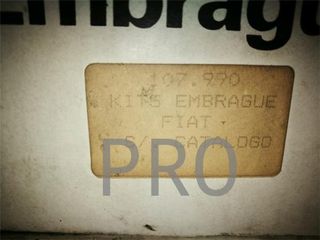 Embrague
107.990
KITS EMBRAGUE
FIAT
S/ CATALOGO
PRO